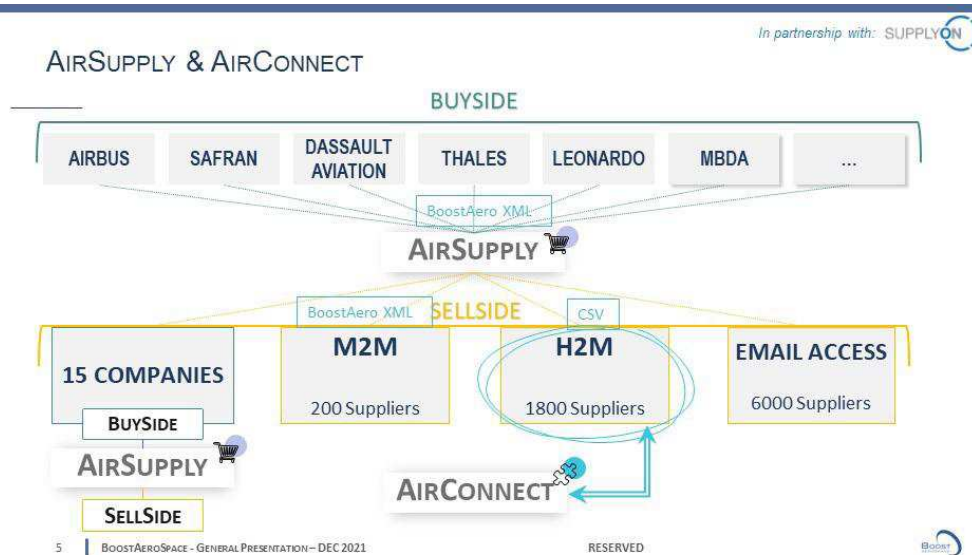 In partnership with: SUPPLYON
AIRSUPPLY & AIRCONNECT
BUYSIDE
AIRBUS
SAFRAN
DASSAULT
AVIATION
THALES
LEONARDO
MBDA
...
BoostAero XML
AIRSUPPLY
SELLSIDE
BoostAero XML
CSV
15 COMPANIES
M2M
200 Suppliers
H2M
1800 Suppliers
EMAIL ACCESS
6000 Suppliers
BUYSIDE
AIRSUPPLY
SELLSIDE
AIRCONNECT
5 BOOSTAEROSPACE - GENERAL PRESENTATION – DEC 2021 RESERVED
BOOST